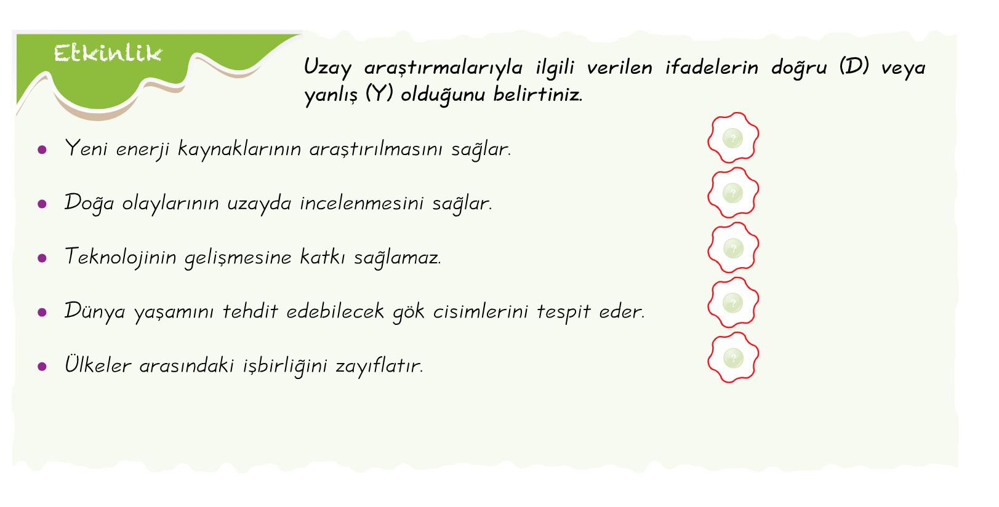 Etkinlik
Uzay araştırmalarıyla ilgili verilen ifadelerin doğru (D) veya
yanlış (Y) olduğunu belirtiniz.
• Yeni enerji kaynaklarının araştırılmasını sağlar.
?
• Doğa olaylarının uzayda incelenmesini sağlar.
?
• Teknolojinin gelişmesine katkı sağlamaz.
?
• Dünya yaşamını tehdit edebilecek gök cisimlerini tespit eder.
?
• Ülkeler arasındaki işbirliğini zayıflatır.
?